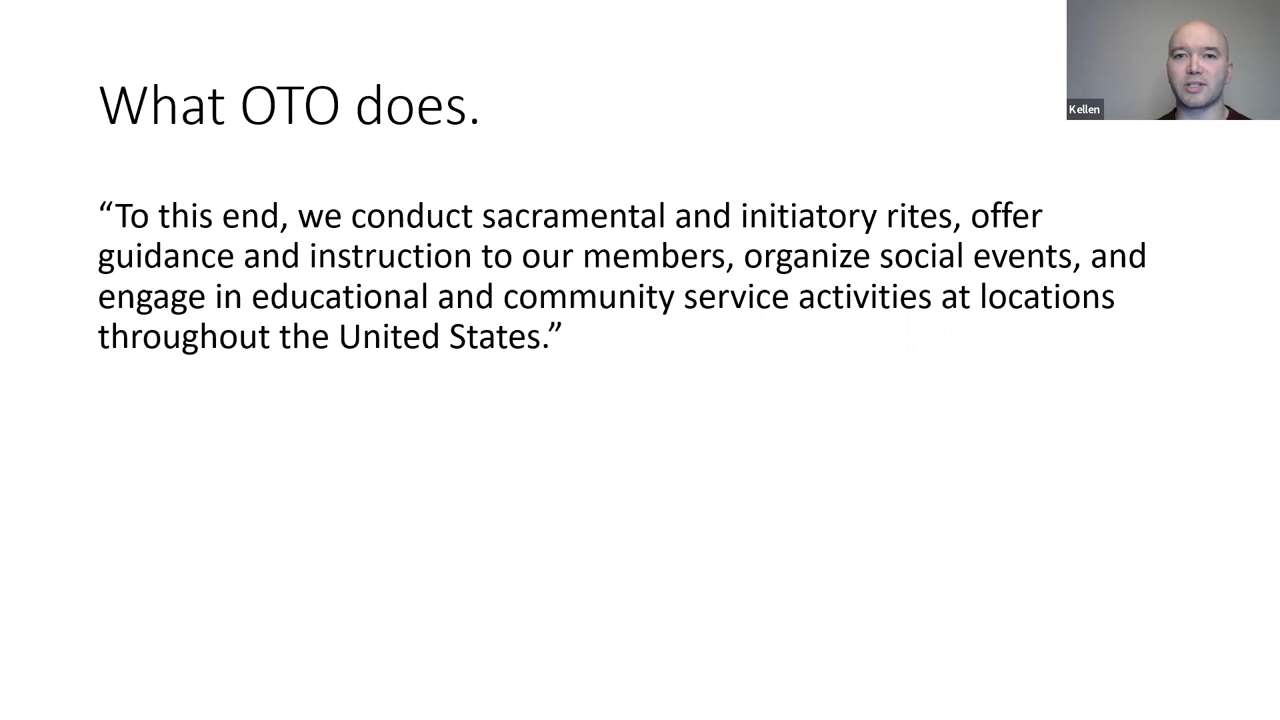 What OTO does.
Kellen
“To this end, we conduct sacramental and initiatory rites, offer
guidance and instruction to our members, organize social events, and
engage in educational and community service activities at locations
throughout the United States.”